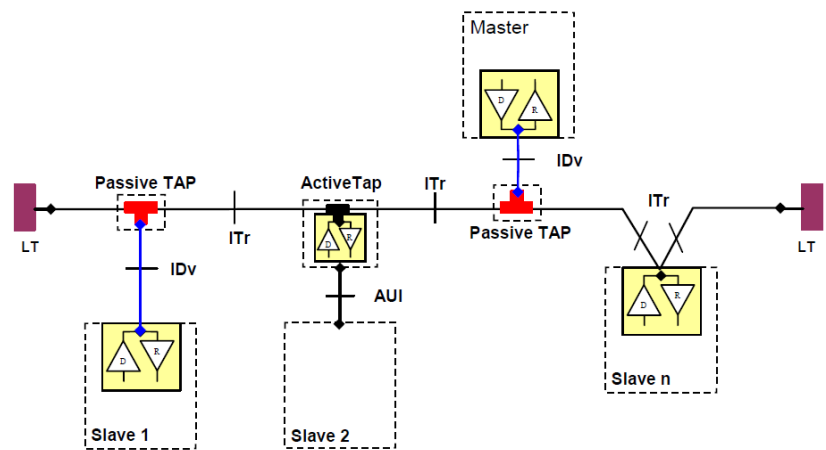 Master
D
R
IDv
Passive TAP
ActiveTap
ITr
ITr
LT
ITr
D
R
Passive TAP
LT
IDv
AUI
D
R
D
R
Slave 1
Slave 2
Slave n